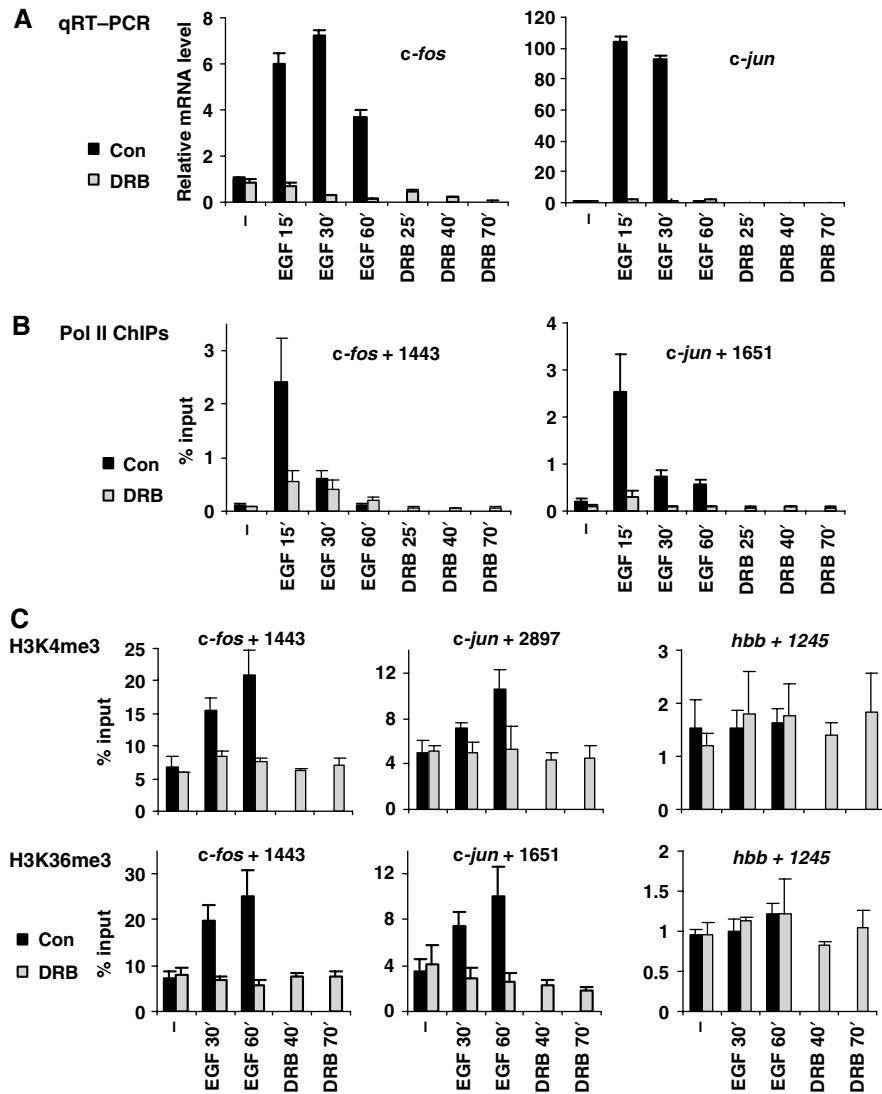 A
qRT–PCR
Con
DRB
Relative mRNA level
8
6
4
2
0
c-fos
–
EGF 15′
EGF 30′
EGF 60′
DRB 25′
DRB 40′
DRB 70′
120
100
80
60
40
20
0
c-jun
–
EGF 15′
EGF 30′
EGF 60′
DRB 25′
DRB 40′
DRB 70′
B
Pol II ChIPs
Con
DRB
% input
3
2
1
0
c-fos + 1443
–
EGF 15′
EGF 30′
EGF 60′
DRB 25′
DRB 40′
DRB 70′
4
3
2
1
0
c-jun + 1651
–
EGF 15′
EGF 30′
EGF 60′
DRB 25′
DRB 40′
DRB 70′
C
H3K4me3
% input
c-fos + 1443
25
20
15
10
5
0
c-jun + 2897
12
8
4
0
hbb + 1245
3
2
1
0
H3K36me3
Con
DRB
% input
c-fos + 1443
30
20
10
0
–
EGF 30′
EGF 60′
DRB 40′
DRB 70′
c-jun + 1651
12
8
4
0
–
EGF 30′
EGF 60′
DRB 40′
DRB 70′
hbb + 1245
2
1.5
1
0.5
0
–
EGF 30′
EGF 60′
DRB 40′
DRB 70′